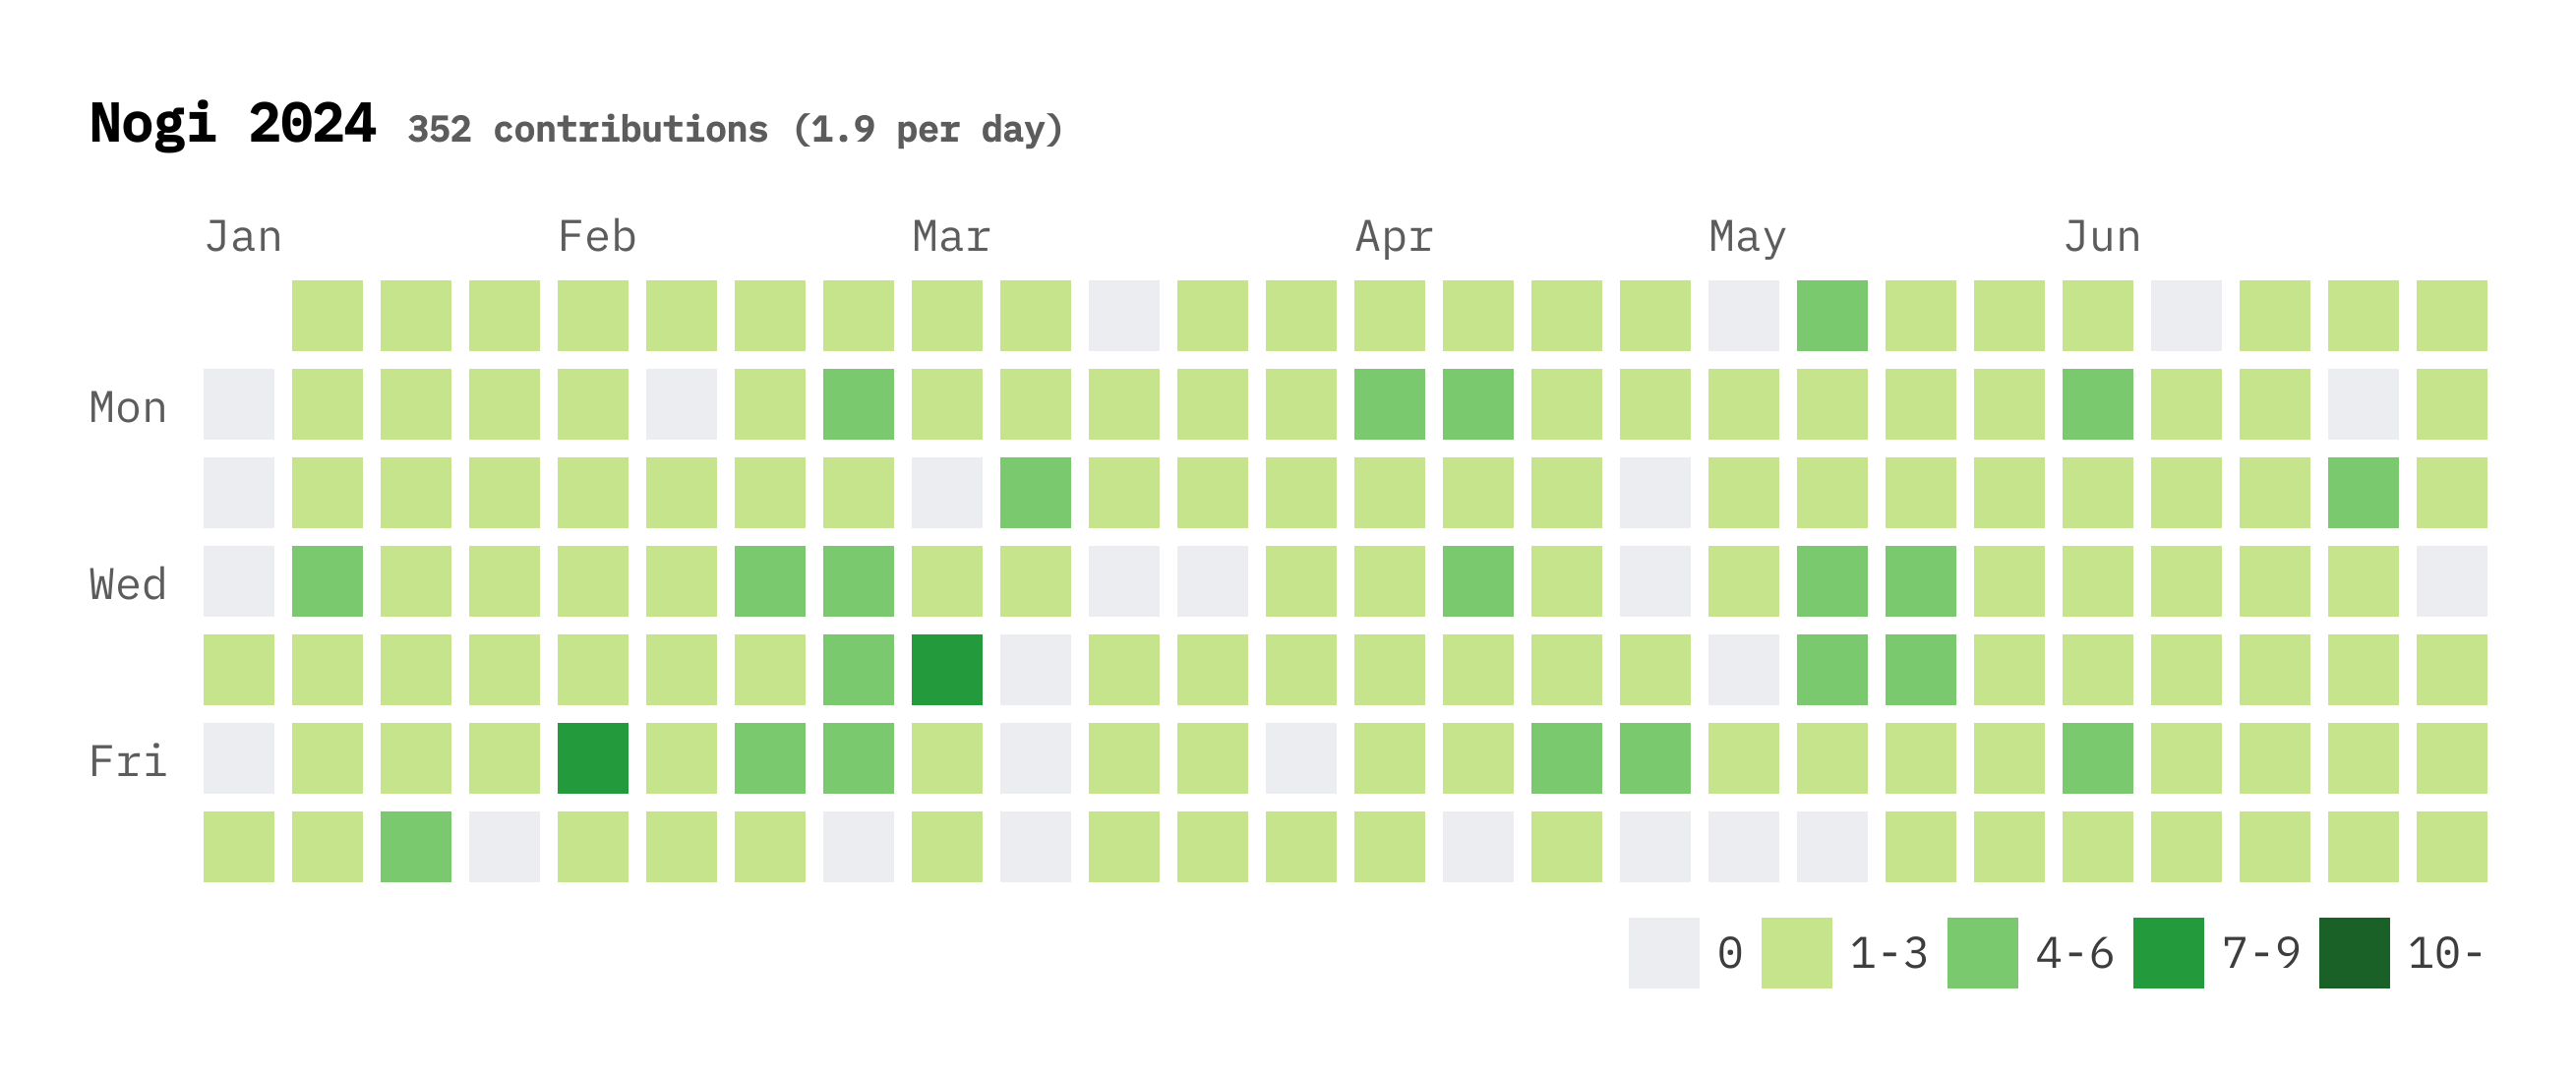 Nogi 2024 352 contributions (1.9 per day)
Jan Feb Mar Apr May Jun
Mon
Wed
Fri
0 1-3 4-6 7-9 10-